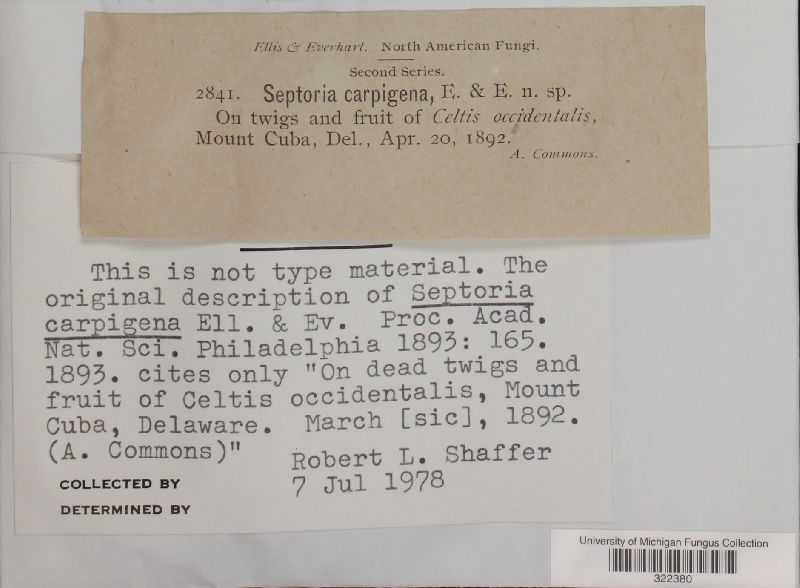 Ellis & Everhart. North American Fungi.
Second Series.
2841. Septoria carpigena, E. & E. n. sp.
On twigs and fruit of Celtis occidentalis,
Mount Cuba, Del., Apr. 20, 1892.
A. Commons.
This is not type material. The
original description of Septoria
carpigena Ell. & Ev. Proc. Acad.
Nat. Sci. Philadelphia 1893: 165.
1893. cites only "On dead twigs and
fruit of Celtis occidentalis, Mount
Cuba, Delaware. March [sic], 1892.
(A. Commons)"
Robert L. Shaffer
7 Jul 1978
COLLECTED BY
DETERMINED BY
University of Michigan Fungus Collection
322380